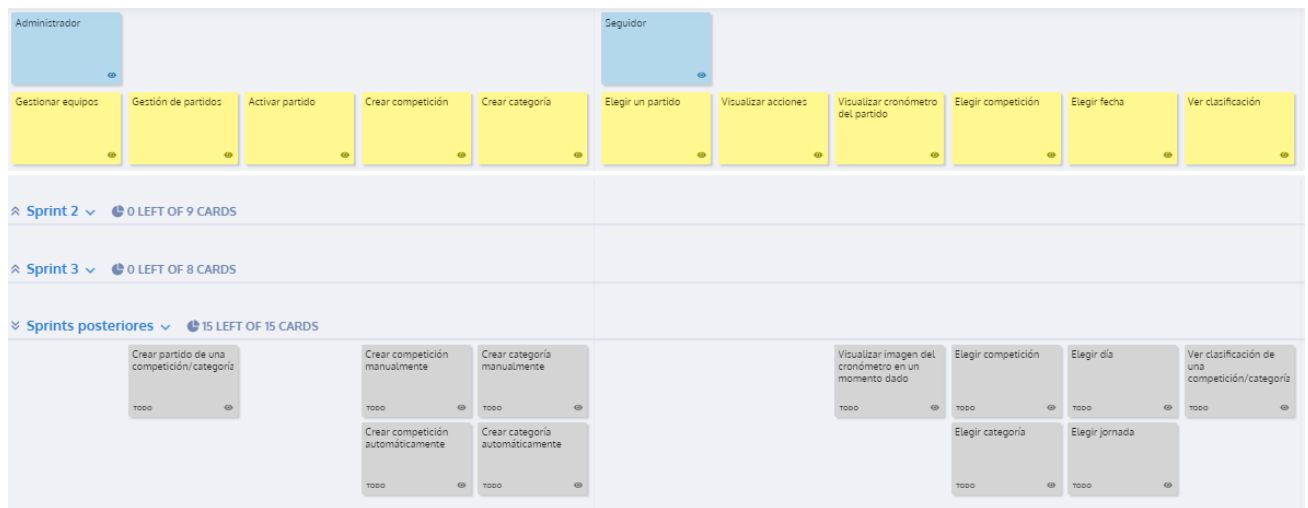 Administrador
Seguidor
Gestionar equipos
Gestión de partidos
Activar partido
Crear competición
Crear categoría
Elegir un partido
Visualizar acciones
Visualizar cronómetro
del partido
Elegir competición
Elegir fecha
Ver clasificación
Sprint 2
0 LEFT OF 9 CARDS
Sprint 3
0 LEFT OF 8 CARDS
Sprints posteriores
15 LEFT OF 15 CARDS
Crear partido de una
competición/categoría
TODO
Crear competición
manualmente
TODO
Crear categoría
manualmente
TODO
Visualizar imagen del
cronómetro en un
momento dado
TODO
Elegir competición
TODO
Elegir día
TODO
Ver clasificación de
una
competición/categoría
TODO
Crear competición
automáticamente
TODO
Crear categoría
automáticamente
TODO
Elegir categoría
TODO
Elegir jornada
TODO